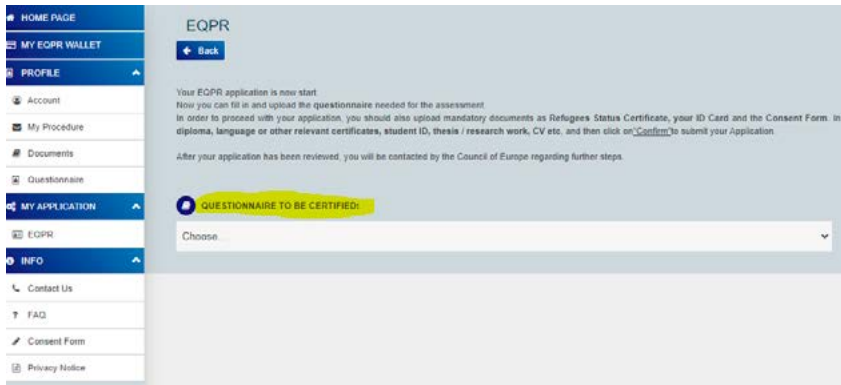 HOME PAGE
MY EQPR WALLET
PROFILE
Account
My Procedure
Documents
Questionnaire
MY APPLICATION
EQPR
INFO
Contact Us
? FAQ
Consent Form
Privacy Notice
EQPR
Back
Your EQPR application is now start
Now you can fill in and upload the questionnaire needed for the assessment
In order to proceed with your application, you should also upload mandatory documents as Refugees Status Certificate, your ID Card and the Consent Form. In
diploma, language or other relevant certificates, student ID, thesis / research work, CV etc, and then click on "Confirm" to submit your Application
After your application has been reviewed, you will be contacted by the Council of Europe regarding further steps.
QUESTIONNAIRE TO BE CERTIFIED:
Choose...